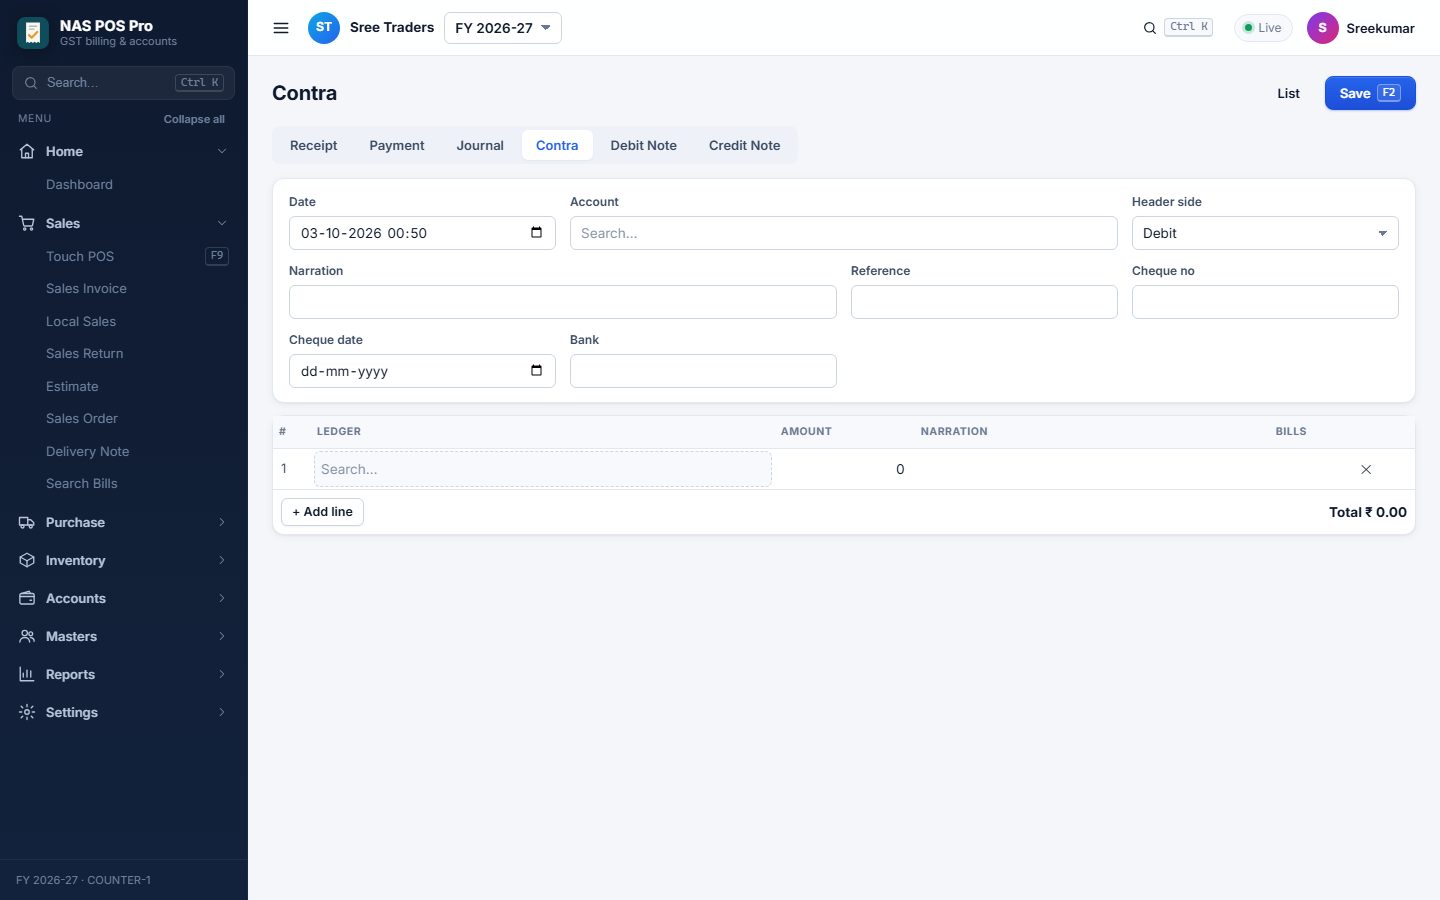 NAS POS Pro
GST billing & accounts
Search...
Ctrl K
MENU
Collapse all
Home
Dashboard
Sales
Touch POS
F9
Sales Invoice
Local Sales
Sales Return
Estimate
Sales Order
Delivery Note
Search Bills
Purchase
Inventory
Accounts
Masters
Reports
Settings
FY 2026-27 · COUNTER-1
ST
Sree Traders
FY 2026-27
Ctrl K
Live
S
Sreekumar
Contra
List
Save F2
Receipt
Payment
Journal
Contra
Debit Note
Credit Note
Date
Account
Header side
03-10-2026 00:50
Search...
Debit
Narration
Reference
Cheque no
Cheque date
Bank
dd-mm-yyyy
# LEDGER AMOUNT NARRATION BILLS
1 Search... 0
+ Add line
Total ₹ 0.00